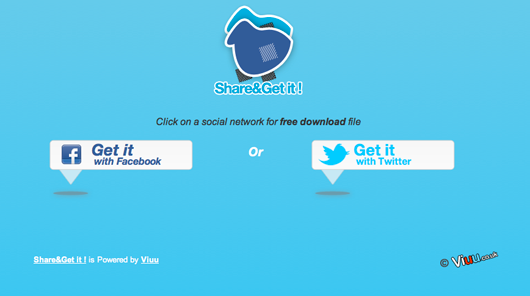 Share&Get it !
Click on a social network for free download file
f Get it
with Facebook
Or
Get it
with Twitter
Share&Get it ! is Powered by Viuu
© Viuu.co.uk